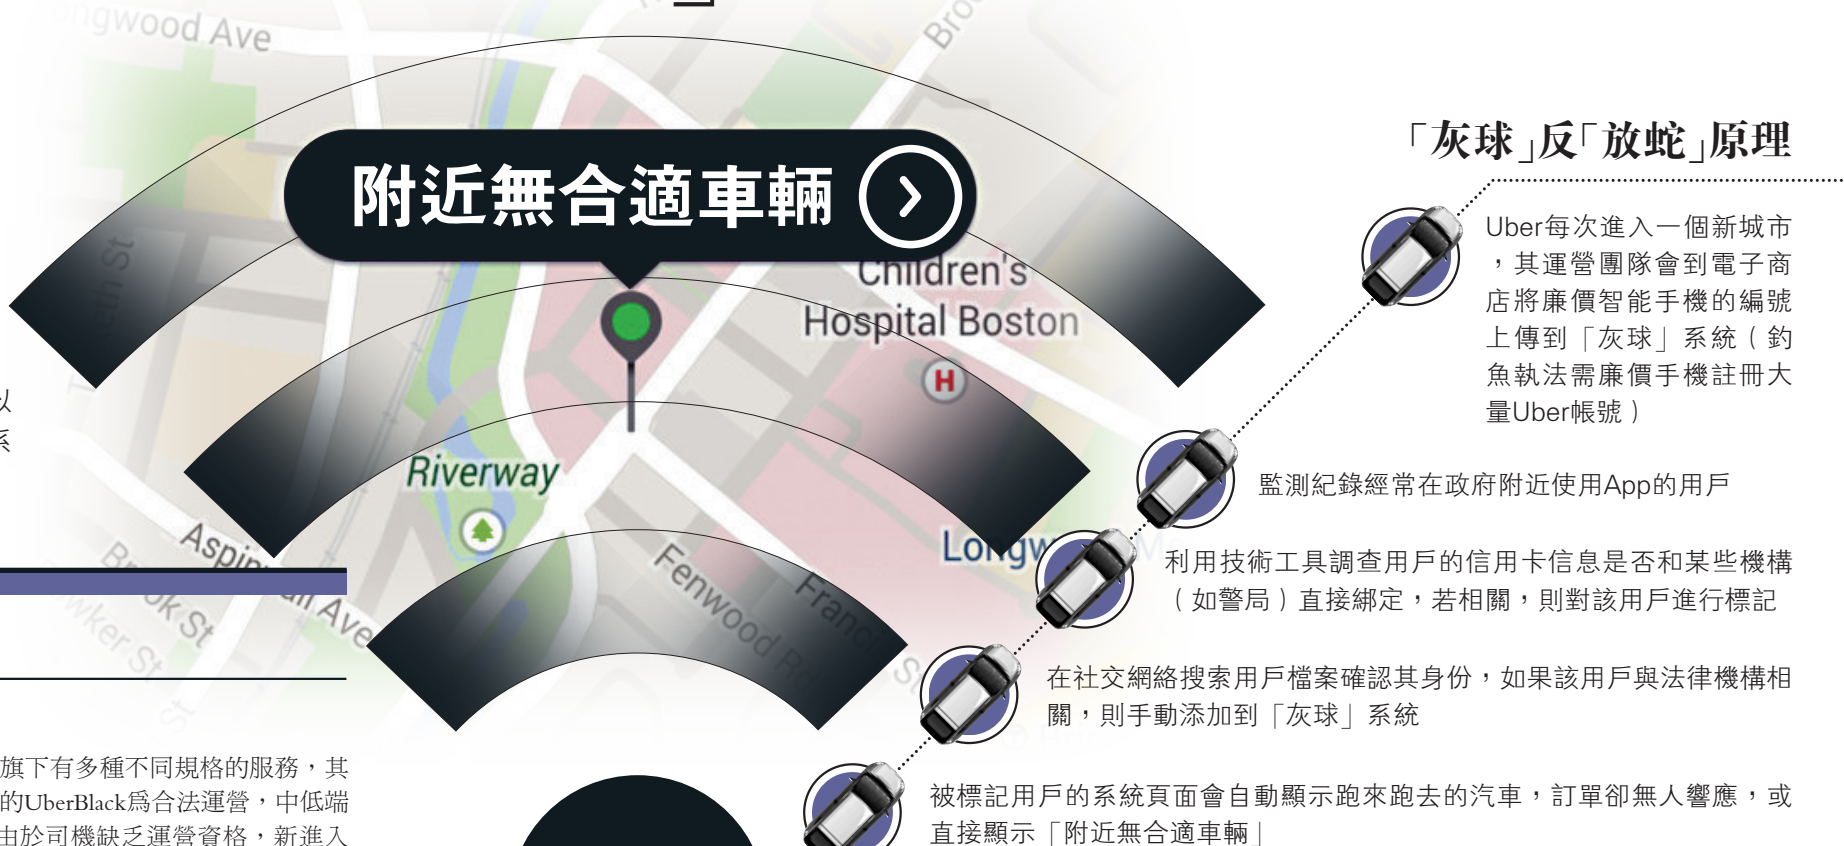 Longwood Ave
附近無合適車輛
Children's
Hospital Boston
H
Riverway
Aspinwall Ave
Brook St
Fenwood Rd
Francis St
「灰球」反「放蛇」原理
Uber每次進入一個新城市
，其運營團隊會到電子商
店將廉價智能手機的編號
上傳到「灰球」系統（釣
魚執法需廉價手機註冊大
量Uber帳號）
監測紀錄經常在政府附近使用App的用戶
利用技術工具調查用戶的信用卡信息是否和某些機構
（如警局）直接綁定，若相關，則對該用戶進行標記
在社交網絡搜索用戶檔案確認其身份，如果該用戶與法律機構相
關，則手動添加到「灰球」系統
被標記用戶的系統頁面會自動顯示跑來跑去的汽車，訂單卻無人響應，或
直接顯示「附近無合適車輛」
以
系
旗下有多種不同規格的服務，其
的UberBlack爲合法運營，中低端
由於司機缺乏運營資格，新進入